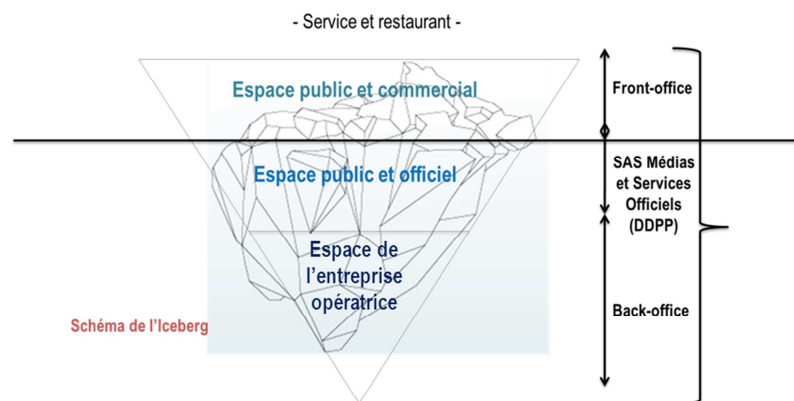 - Service et restaurant -
Espace public et commercial
Front-office
Espace public et officiel
SAS Médias
et Services
Officiels
(DDPP)
Espace de
l'entreprise
opératrice
Back-office
Schéma de l'Iceberg